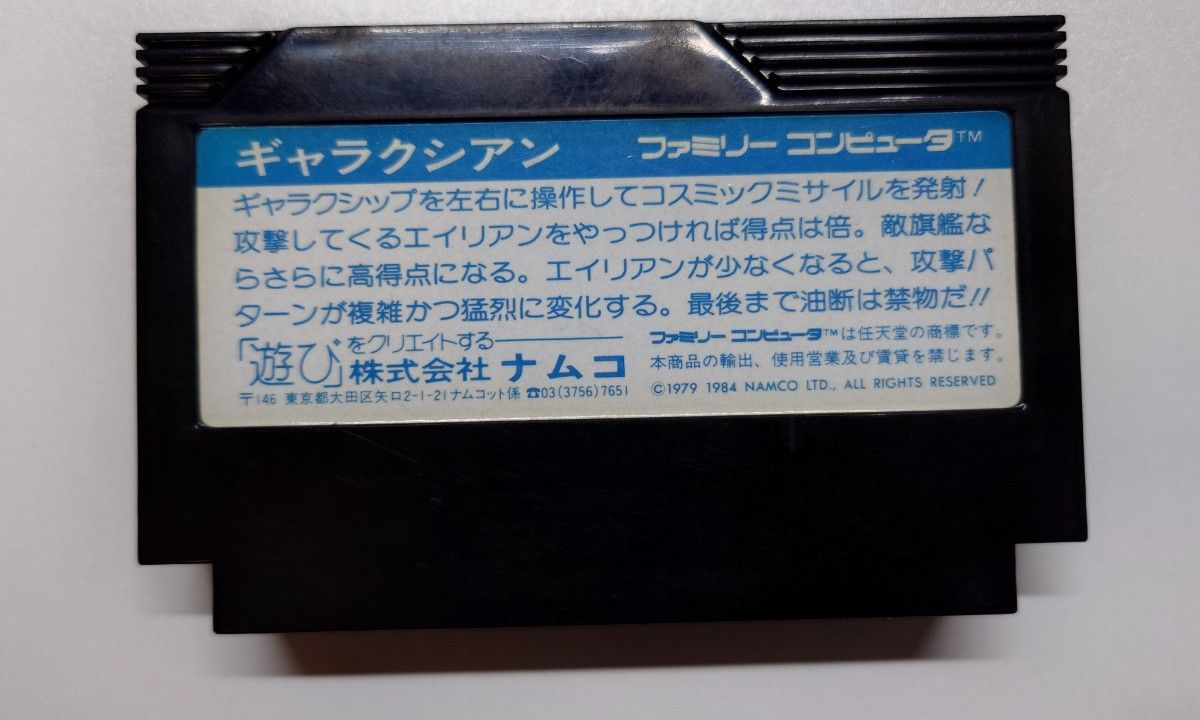 ギャラクシアン ファミリー コンピュータ™
ギャラクシップを左右に操作してコスミックミサイルを発射!
攻撃してくるエイリアンをやっつければ得点は倍。敵旗艦な
らさらに高得点になる。エイリアンが少なくなると、攻撃パ
ターンが複雑かつ猛烈に変化する。最後まで油断は禁物だ!!
「遊び」をクリエイトする
株式会社 ナムコ
〒146 東京都大田区矢口2-1-21 ナムコット係 ☎03(3756)7651
ファミリー コンピュータ™は任天堂の商標です。
本商品の輸出、使用営業及び賃貸を禁じます。
©1979 1984 NAMCO LTD., ALL RIGHTS RESERVED